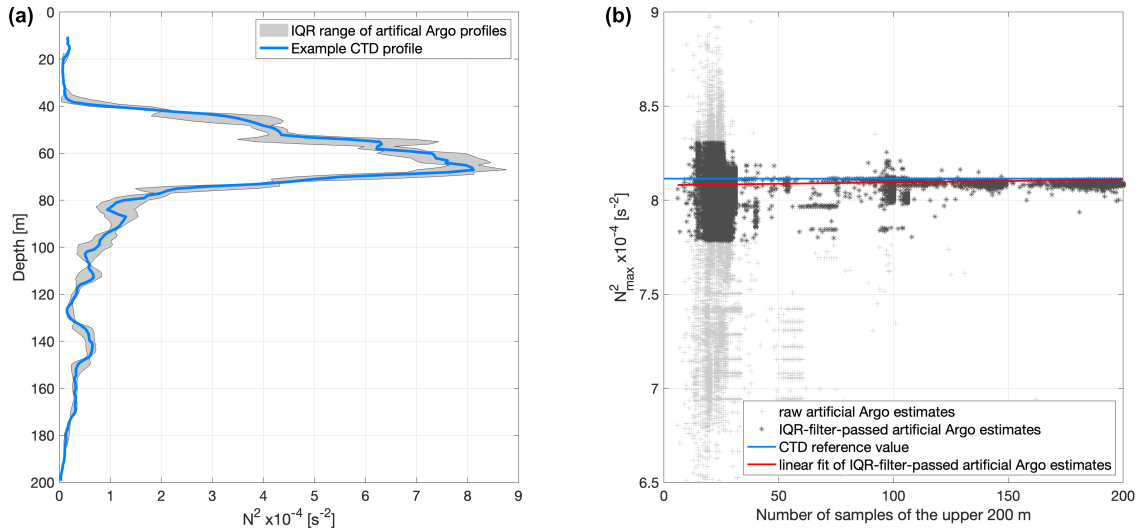 (a)
IQR range of artifical Argo profiles
Example CTD profile
0
20
40
60
80
100
120
140
160
180
200
Depth [m]
0 1 2 3 4 5 6 7 8 9
N² x10⁻⁴ [s⁻²]
(b)
9
8.5
8
7.5
7
6.5
N²max x10⁻⁴ [s⁻²]
raw artificial Argo estimates
IQR-filter-passed artificial Argo estimates
CTD reference value
linear fit of IQR-filter-passed artificial Argo estimates
0 50 100 150 200
Number of samples of the upper 200 m